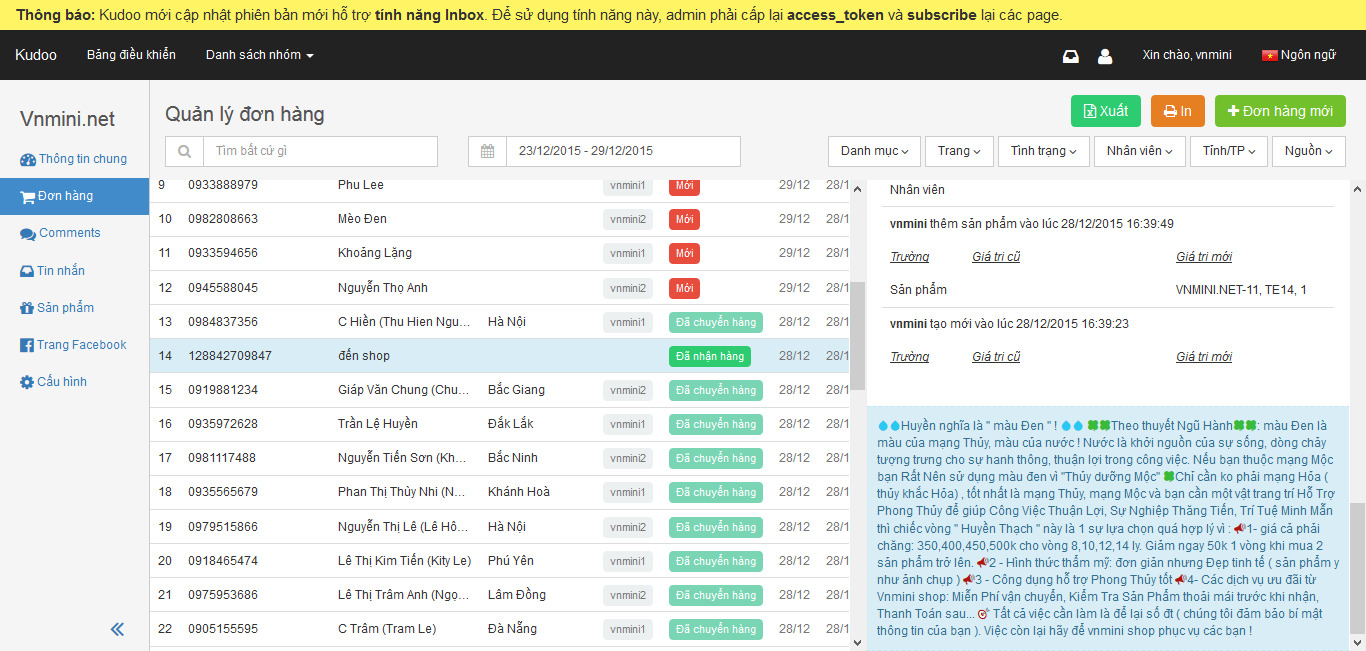 Thông báo: Kudoo mới cập nhật phiên bản mới hỗ trợ tính năng Inbox. Để sử dụng tính năng này, admin phải cấp lại access_token và subscribe lại các page.
Kudoo Bảng điều khiển Danh sách nhóm Xin chào, vnmini Ngôn ngữ
Vnmini.net
Thông tin chung
Đơn hàng
Comments
Tin nhắn
Sản phẩm
Trang Facebook
Cấu hình
Quản lý đơn hàng
Xuất In Đơn hàng mới
Tìm bất cứ gì 23/12/2015 - 29/12/2015 Danh mục Trang Tình trạng Nhân viên Tỉnh/TP Nguồn
9 0933888979 Phu Lee vnmini1 Mới 29/12 28/1
10 0982808663 Mèo Đen vnmini2 Mới 29/12 28/1
11 0933594656 Khoảng Lặng vnmini1 Mới 29/12 28/1
12 0945588045 Nguyễn Thọ Anh vnmini2 Mới 29/12 28/1
13 0984837356 C Hiền (Thu Hien Ngu... Hà Nội vnmini1 Đã chuyển hàng 28/12 28/1
14 128842709847 đến shop Đã nhận hàng 28/12 28/1
15 0919881234 Giáp Văn Chung (Chu... Bắc Giang vnmini2 Đã chuyển hàng 28/12 28/1
16 0935972628 Trần Lệ Huyền Đắk Lắk vnmini2 Đã chuyển hàng 28/12 28/1
17 0981117488 Nguyễn Tiến Sơn (Kh... Bắc Ninh vnmini2 Đã chuyển hàng 28/12 28/1
18 0935565679 Phan Thị Thùy Nhi (N... Khánh Hoà vnmini2 Đã chuyển hàng 28/12 28/1
19 0979515866 Nguyễn Thị Lê (Lê Hồ... Hà Nội vnmini2 Đã chuyển hàng 28/12 28/1
20 0918465474 Lê Thị Kim Tiến (Kity Le) Phú Yên vnmini1 Đã chuyển hàng 28/12 28/1
21 0975953686 Lê Thị Trâm Anh (Ngọ... Lâm Đồng vnmini2 Đã chuyển hàng 28/12 28/1
22 0905155595 C Trâm (Tram Le) Đà Nẵng vnmini1 Đã chuyển hàng 28/12 28/1
Nhân viên
vnmini thêm sản phẩm vào lúc 28/12/2015 16:39:49
Trường Giá trị cũ Giá trị mới
Sản phẩm VNMINI.NET-11, TE14, 1
vnmini tạo mới vào lúc 28/12/2015 16:39:23
Trường Giá trị cũ Giá trị mới
💧💧Huyền nghĩa là " màu Đen " ! 💧💧 🍀🍀Theo thuyết Ngũ Hành🍀🍀: màu Đen là
màu của mạng Thủy, màu của nước ! Nước là khởi nguồn của sự sống, dòng chảy
tượng trưng cho sự hanh thông, thuận lợi trong công việc. Nếu bạn thuộc mạng Mộc
bạn Rất Nên sử dụng màu đen vì "Thủy dưỡng Mộc" 🍀Chỉ cần ko phải mạng Hỏa (
thủy khắc Hỏa) , tốt nhất là mạng Thủy, mạng Mộc và bạn cần một vật trang trí Hỗ Trợ
Phong Thủy để giúp Công Việc Thuận Lợi, Sự Nghiệp Thăng Tiến, Trí Tuệ Minh Mẫn
thì chiếc vòng " Huyền Thạch " này là 1 sự lựa chọn quá hợp lý vì : 📢1- giá cả phải
chăng: 350,400,450,500k cho vòng 8,10,12,14 ly. Giảm ngay 50k 1 vòng khi mua 2
sản phẩm trở lên. 📢2 - Hình thức thẩm mỹ: đơn giản nhưng Đẹp tinh tế ( sản phẩm y
như ảnh chụp ) 📢3 - Công dụng hỗ trợ Phong Thủy tốt 📢4- Các dịch vụ ưu đãi từ
Vnmini shop: Miễn Phí vận chuyển, Kiểm Tra Sản Phẩm thoải mái trước khi nhận,
Thanh Toán sau... 🎯 Tất cả việc cần làm là để lại số đt ( chúng tôi đảm bảo bí mật
thông tin của bạn ). Việc còn lại hãy để vnmini shop phục vụ các bạn !